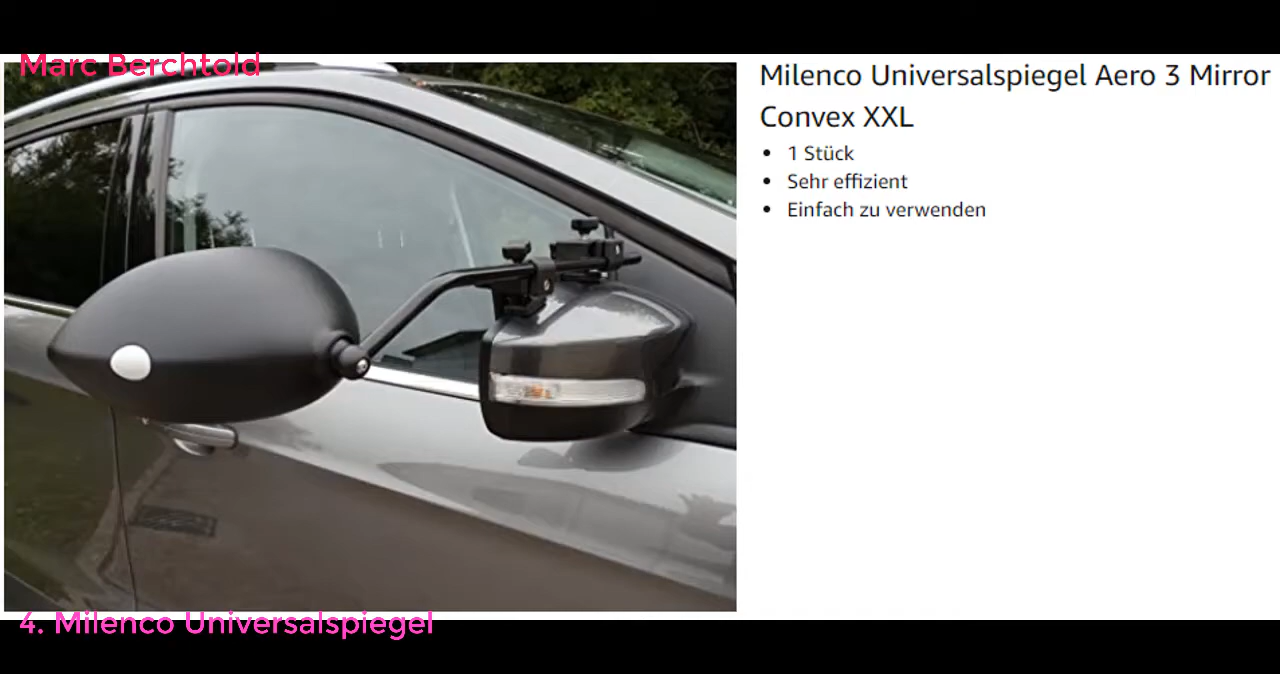 Marc Berchtold
Milenco Universalspiegel Aero 3 Mirror
Convex XXL
• 1 Stück
• Sehr effizient
• Einfach zu verwenden
4. Milenco Universalspiegel